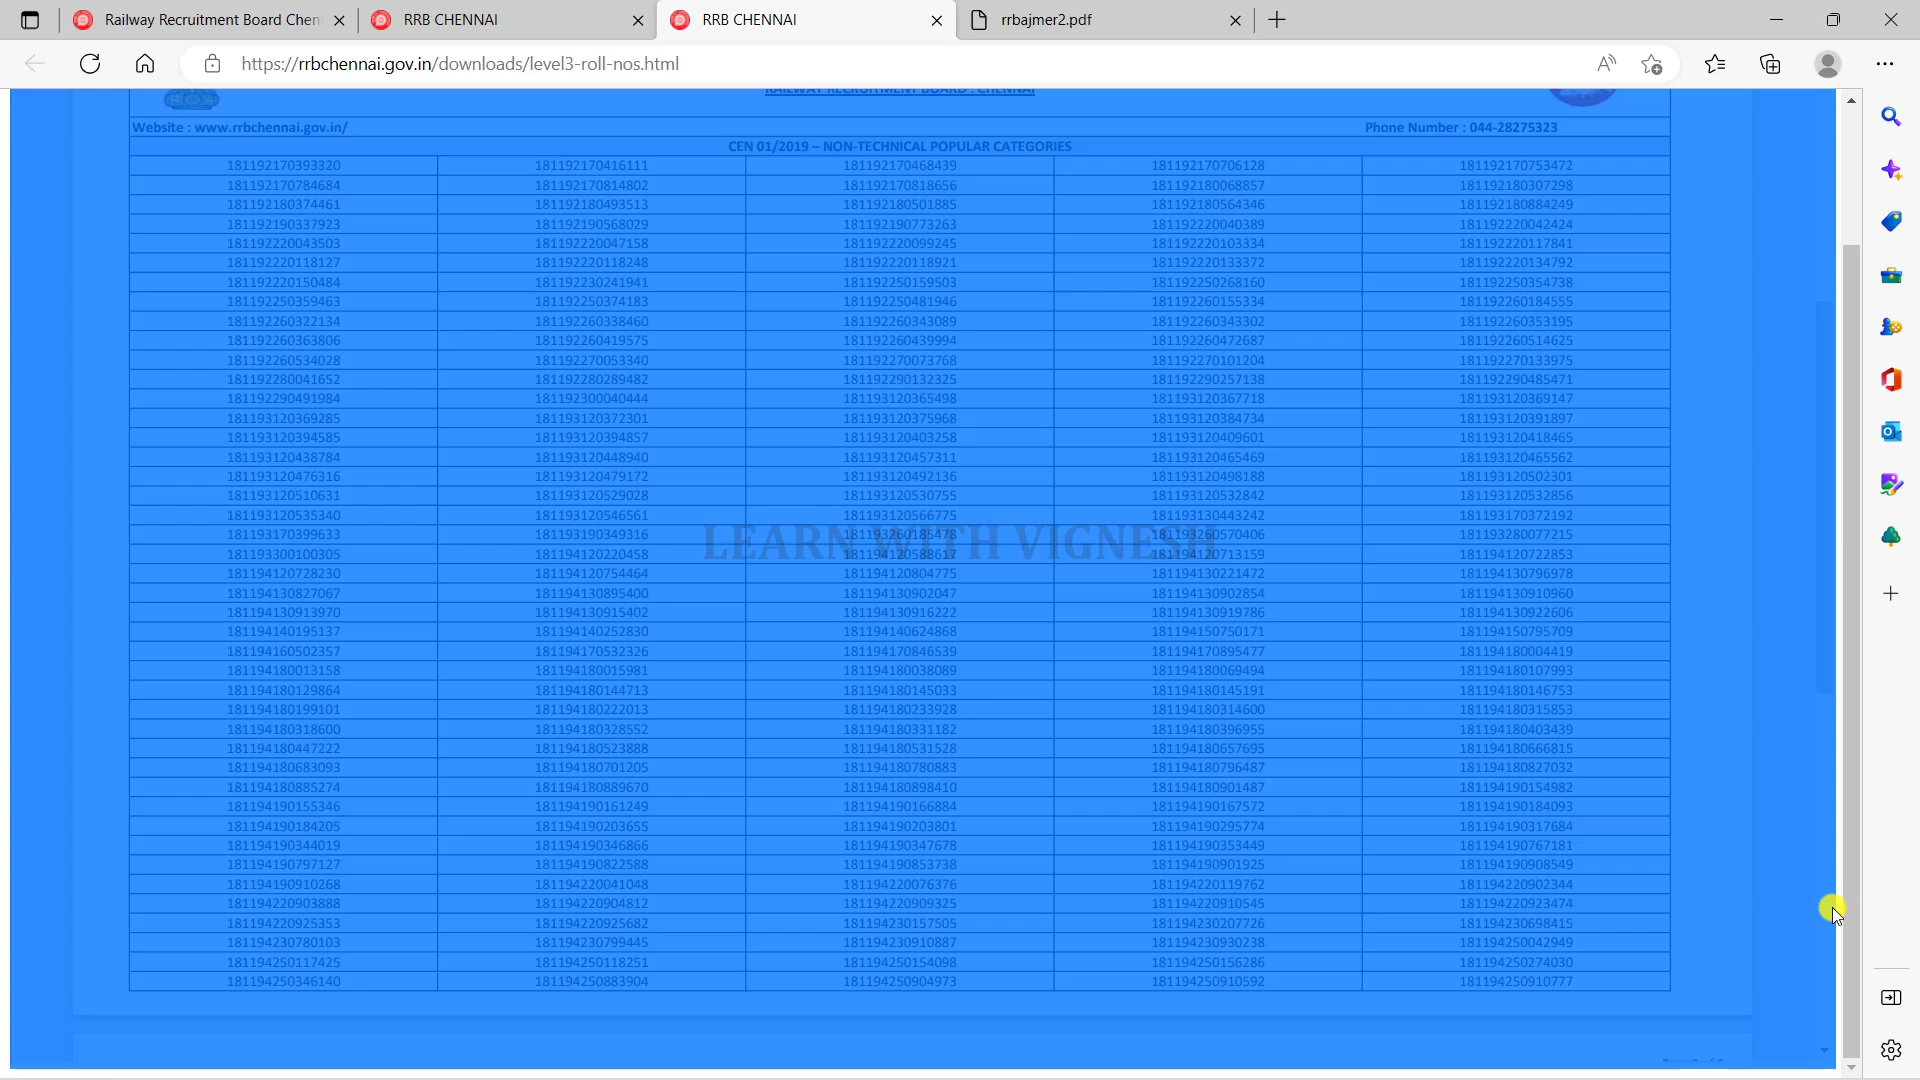 Railway Recruitment Board Chen
RRB CHENNAI
RRB CHENNAI
rrbajmer2.pdf
https://rrbchennai.gov.in/downloads/level3-roll-nos.html
RAILWAY RECRUITMENT BOARD : CHENNAI
Website : www.rrbchennai.gov.in/ Phone Number : 044-28275323
CEN 01/2019 – NON-TECHNICAL POPULAR CATEGORIES
181192170393320 181192170416111 181192170468439 181192170706128 181192170753472
181192170784684 181192170814802 181192170818656 181192180068857 181192180307298
181192180374461 181192180493513 181192180501885 181192180564346 181192180884249
181192190337923 181192190568029 181192190773263 181192220040389 181192220042424
181192220043503 181192220047158 181192220099245 181192220103334 181192220117841
181192220118127 181192220118248 181192220118921 181192220133372 181192220134792
181192220150484 181192230241941 181192250159503 181192250268160 181192250354738
181192250359463 181192250374183 181192250481946 181192260155334 181192260184555
181192260322134 181192260338460 181192260343089 181192260343302 181192260353195
181192260363806 181192260419575 181192260439994 181192260472687 181192260514625
181192260534028 181192270053340 181192270073768 181192270101204 181192270133975
181192280041652 181192280289482 181192290132325 181192290257138 181192290485471
181192290491984 181192300040444 181193120365498 181193120367718 181193120369147
181193120369285 181193120372301 181193120375968 181193120384734 181193120391897
181193120394585 181193120394857 181193120403258 181193120409601 181193120418465
181193120438784 181193120448940 181193120457311 181193120465469 181193120465562
181193120476316 181193120479172 181193120492136 181193120498188 181193120502301
181193120510631 181193120529028 181193120530755 181193120532842 181193120532856
181193120535340 181193120546561 181193120566775 181193130443242 181193170372192
181193170399633 181193190349316 181193260185478 181193260570406 181193280077215
LEARN WITH VIGNESH
181193300100305 181194120220458 181194120588617 181194120713159 181194120722853
181194120728230 181194120754464 181194120804775 181194130221472 181194130796978
181194130827067 181194130895400 181194130902047 181194130902854 181194130910960
181194130913970 181194130915402 181194130916222 181194130919786 181194130922606
181194140195137 181194140252830 181194140624868 181194150750171 181194150795709
181194160502357 181194170532326 181194170846539 181194170895477 181194180004419
181194180013158 181194180015981 181194180038089 181194180069494 181194180107993
181194180129864 181194180144713 181194180145033 181194180145191 181194180146753
181194180199101 181194180222013 181194180233928 181194180314600 181194180315853
181194180318600 181194180328552 181194180331182 181194180396955 181194180403439
181194180447222 181194180523888 181194180531528 181194180657695 181194180666815
181194180683093 181194180701205 181194180780883 181194180796487 181194180827032
181194180885274 181194180889670 181194180898410 181194180901487 181194190154982
181194190155346 181194190161249 181194190166884 181194190167572 181194190184093
181194190184205 181194190203655 181194190203801 181194190295774 181194190317684
181194190344019 181194190346866 181194190347678 181194190353449 181194190767181
181194190797127 181194190822588 181194190853738 181194190901925 181194190908549
181194190910268 181194220041048 181194220076376 181194220119762 181194220902344
181194220903888 181194220904812 181194220909325 181194220910545 181194220923474
181194220925353 181194220925682 181194230157505 181194230207726 181194230698415
181194230780103 181194230799445 181194230910887 181194230930238 181194250042949
181194250117425 181194250118251 181194250154098 181194250156286 181194250274030
181194250346140 181194250883904 181194250904973 181194250910592 181194250910777